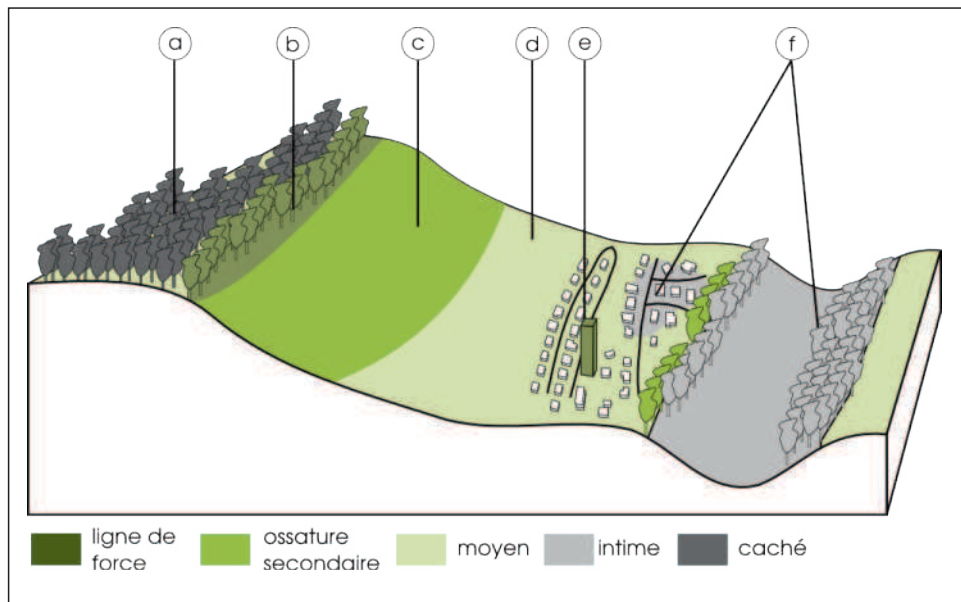 a b c d e f
ligne de force
ossature secondaire
moyen
intime
caché